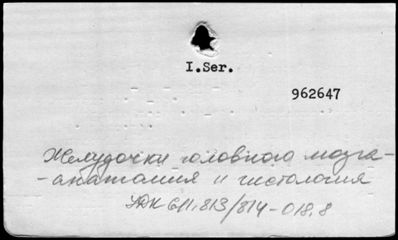 I.Ser.
962647
Желудочки головного мозга-
-анатомия и гистология
УДК 611.813/814-018.8